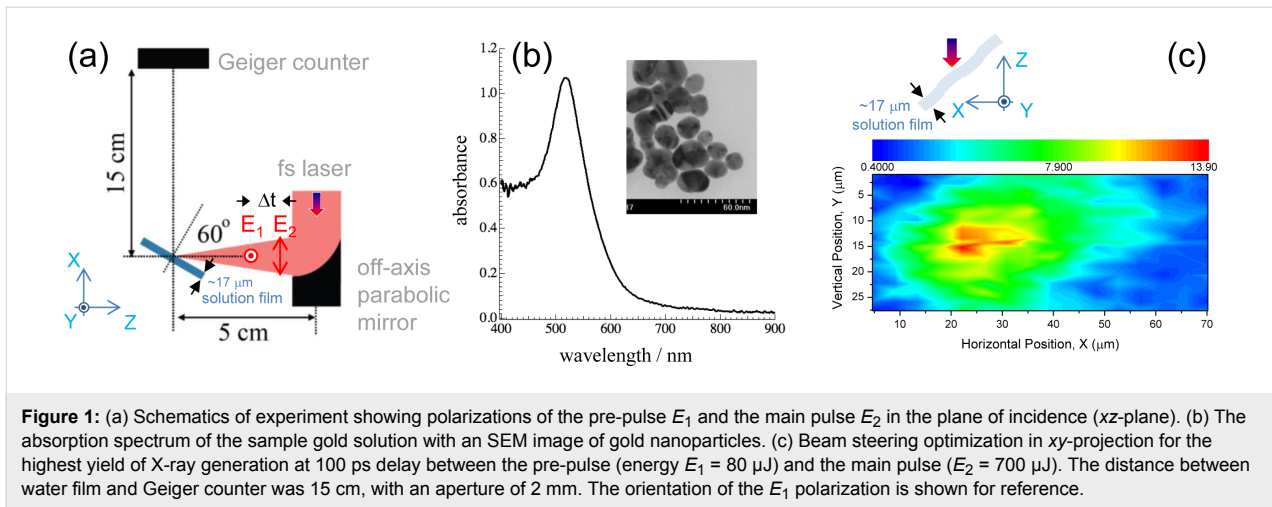 (a)
Geiger counter
15 cm
fs laser
Δt
E1 E2
60°
~17 μm
solution film
off-axis
parabolic
mirror
X
Y
Z
5 cm
(b)
1.2
1.0
0.8
0.6
0.4
0.2
0.0
absorbance
400 500 600 700 800 900
wavelength / nm
37
60.0nm
(c)
Z
X
Y
~17 μm
solution film
0.4000 7.900 13.90
Vertical Position, Y (μm)
5
10
15
20
25
10 20 30 40 50 60 70
Horizontal Position, X (μm)
Figure 1: (a) Schematics of experiment showing polarizations of the pre-pulse E1 and the main pulse E2 in the plane of incidence (xz-plane). (b) The
absorption spectrum of the sample gold solution with an SEM image of gold nanoparticles. (c) Beam steering optimization in xy-projection for the
highest yield of X-ray generation at 100 ps delay between the pre-pulse (energy E1 = 80 μJ) and the main pulse (E2 = 700 μJ). The distance between
water film and Geiger counter was 15 cm, with an aperture of 2 mm. The orientation of the E1 polarization is shown for reference.